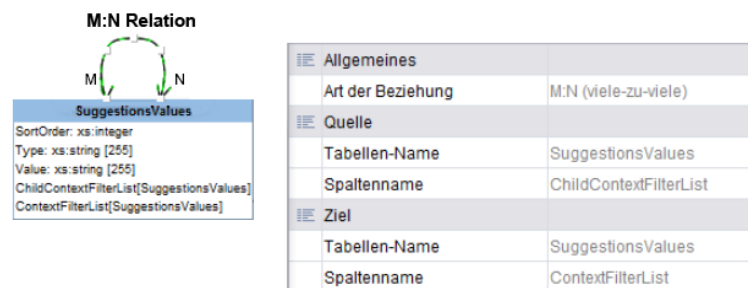 M:N Relation
M N
SuggestionsValues
SortOrder: xs:integer
Type: xs:string [255]
Value: xs:string [255]
ChildContextFilterList[SuggestionsValues]
ContextFilterList[SuggestionsValues]
Allgemeines
Art der Beziehung M:N (viele-zu-viele)
Quelle
Tabellen-Name SuggestionsValues
Spaltenname ChildContextFilterList
Ziel
Tabellen-Name SuggestionsValues
Spaltenname ContextFilterList